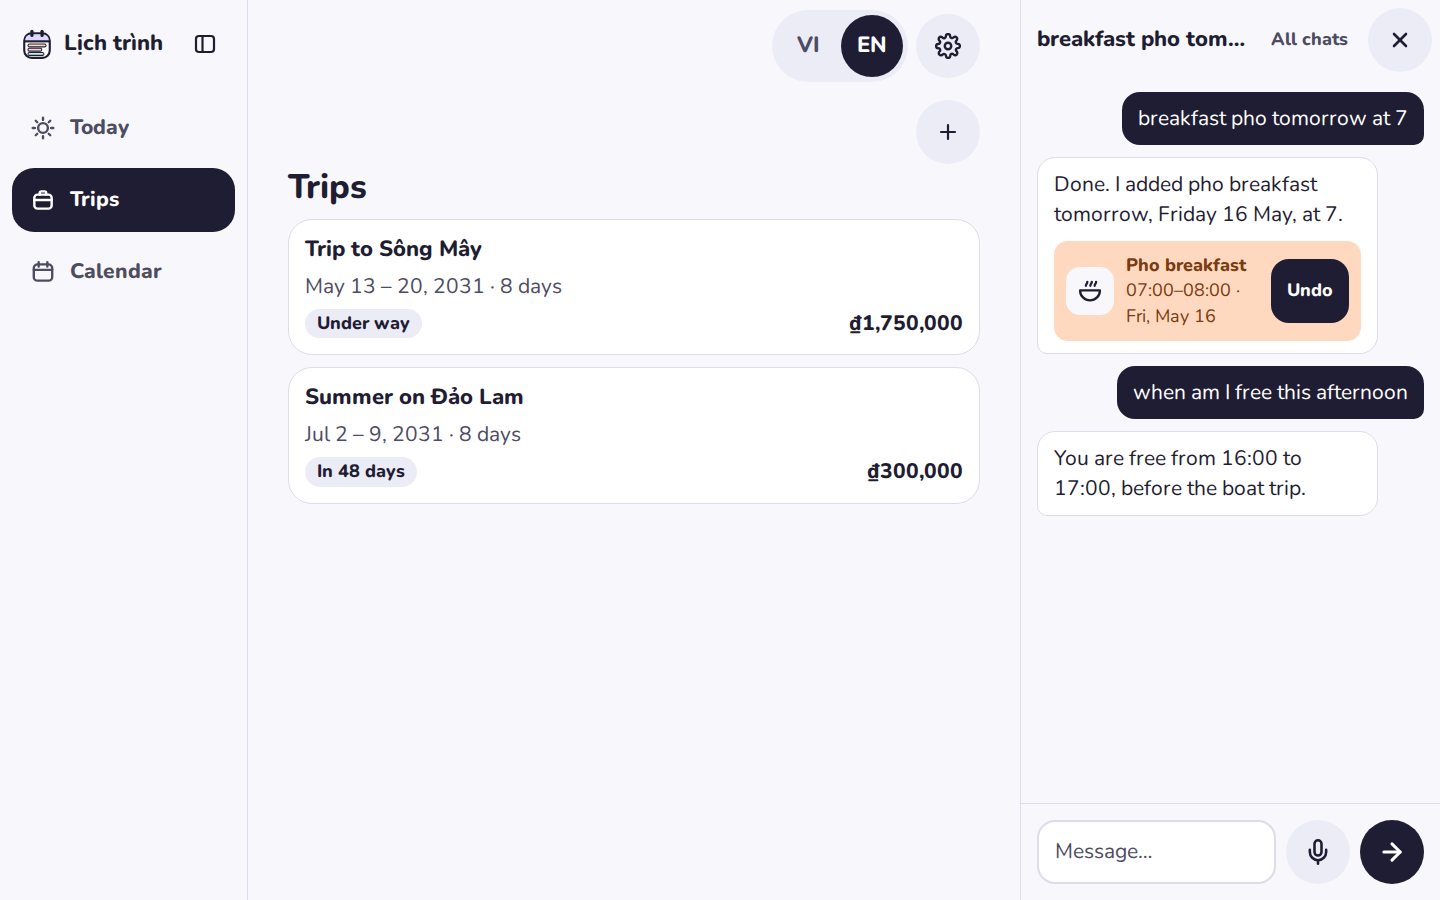 Lịch trình
Today
Trips
Calendar
VI
EN
Trips
Trip to Sông Mây
May 13 – 20, 2031 · 8 days
Under way
₫1,750,000
Summer on Đảo Lam
Jul 2 – 9, 2031 · 8 days
In 48 days
₫300,000
breakfast pho tom...
All chats
breakfast pho tomorrow at 7
Done. I added pho breakfast
tomorrow, Friday 16 May, at 7.
Pho breakfast
07:00–08:00 ·
Fri, May 16
Undo
when am I free this afternoon
You are free from 16:00 to
17:00, before the boat trip.
Message...